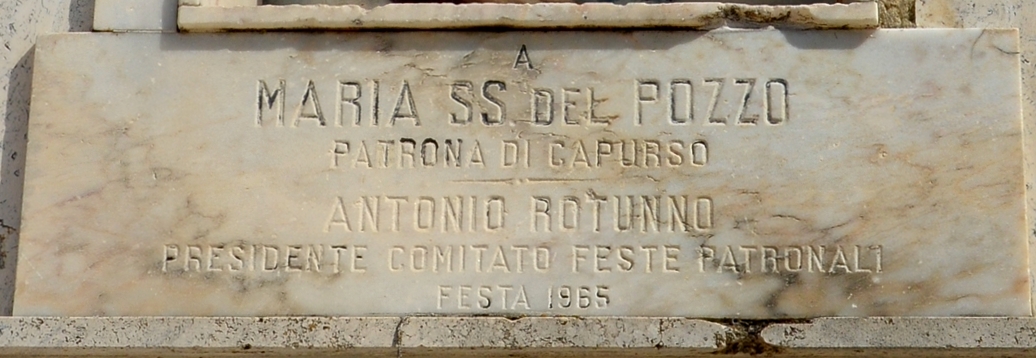 A
MARIA SS. DEL POZZO
PATRONA DI CAPURSO
ANTONIO ROTUNNO
PRESIDENTE COMITATO FESTE PATRONALI
FESTA 1965